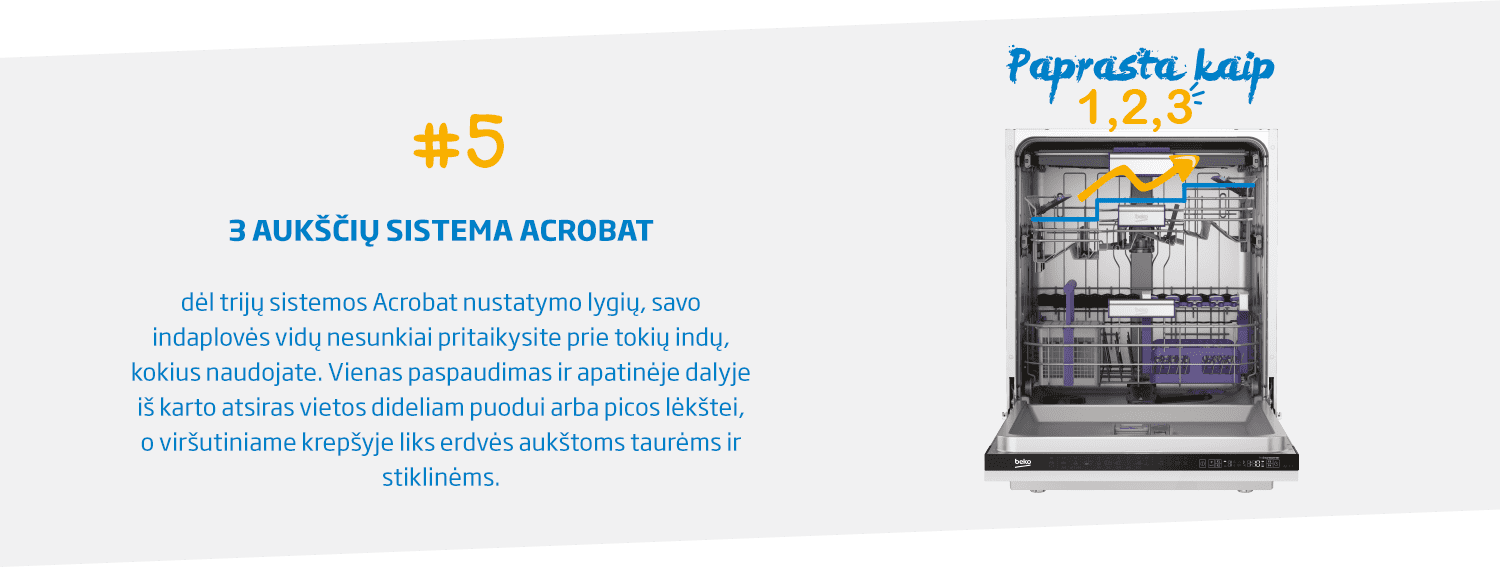 #5
3 AUKŠČIŲ SISTEMA ACROBAT
dėl trijų sistemos Acrobat nustatymo lygių, savo
indaplovės vidų nesunkiai pritaikysite prie tokių indų,
kokius naudojate. Vienas paspaudimas ir apatinėje dalyje
iš karto atsiras vietos dideliam puodui arba picos lėkštei,
o viršutiniame krepšyje liks erdvės aukštoms taurėms ir
stiklinėms.
Paprasta kaip
1,2,3
beko
beko
beko